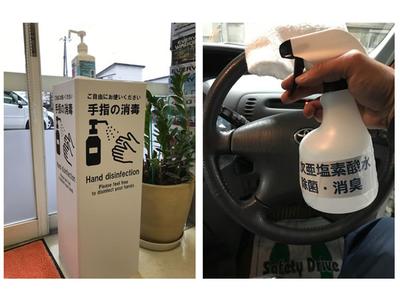 ご自由にお使いください
手指の消毒
Hand disinfection
Please feel free
to disinfect your hands
次亜塩素酸水
除菌・消臭
Safety Drive